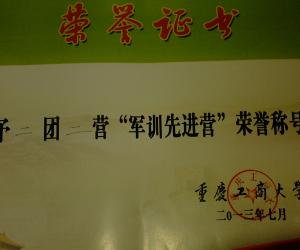 荣誉证书
予二团二营“军训先进营”荣誉称号
重庆工商大学
二〇一三年七月